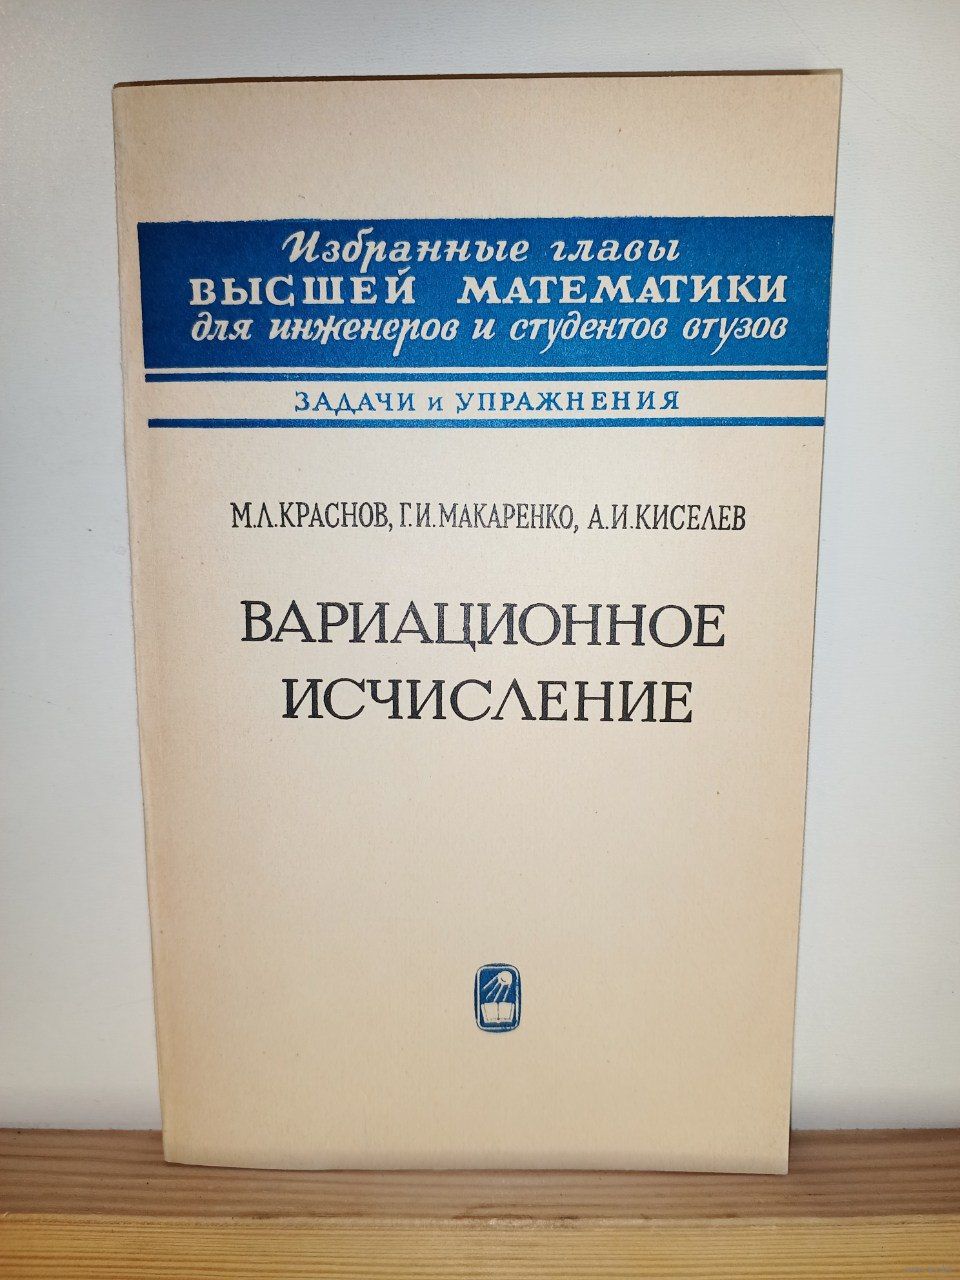 Избранные главы
ВЫСШЕЙ МАТЕМАТИКИ
для инженеров и студентов втузов
ЗАДАЧИ и УПРАЖНЕНИЯ
М.Л.КРАСНОВ, Г.И.МАКАРЕНКО, А.И.КИСЕЛЕВ
ВАРИАЦИОННОЕ
ИСЧИСЛЕНИЕ